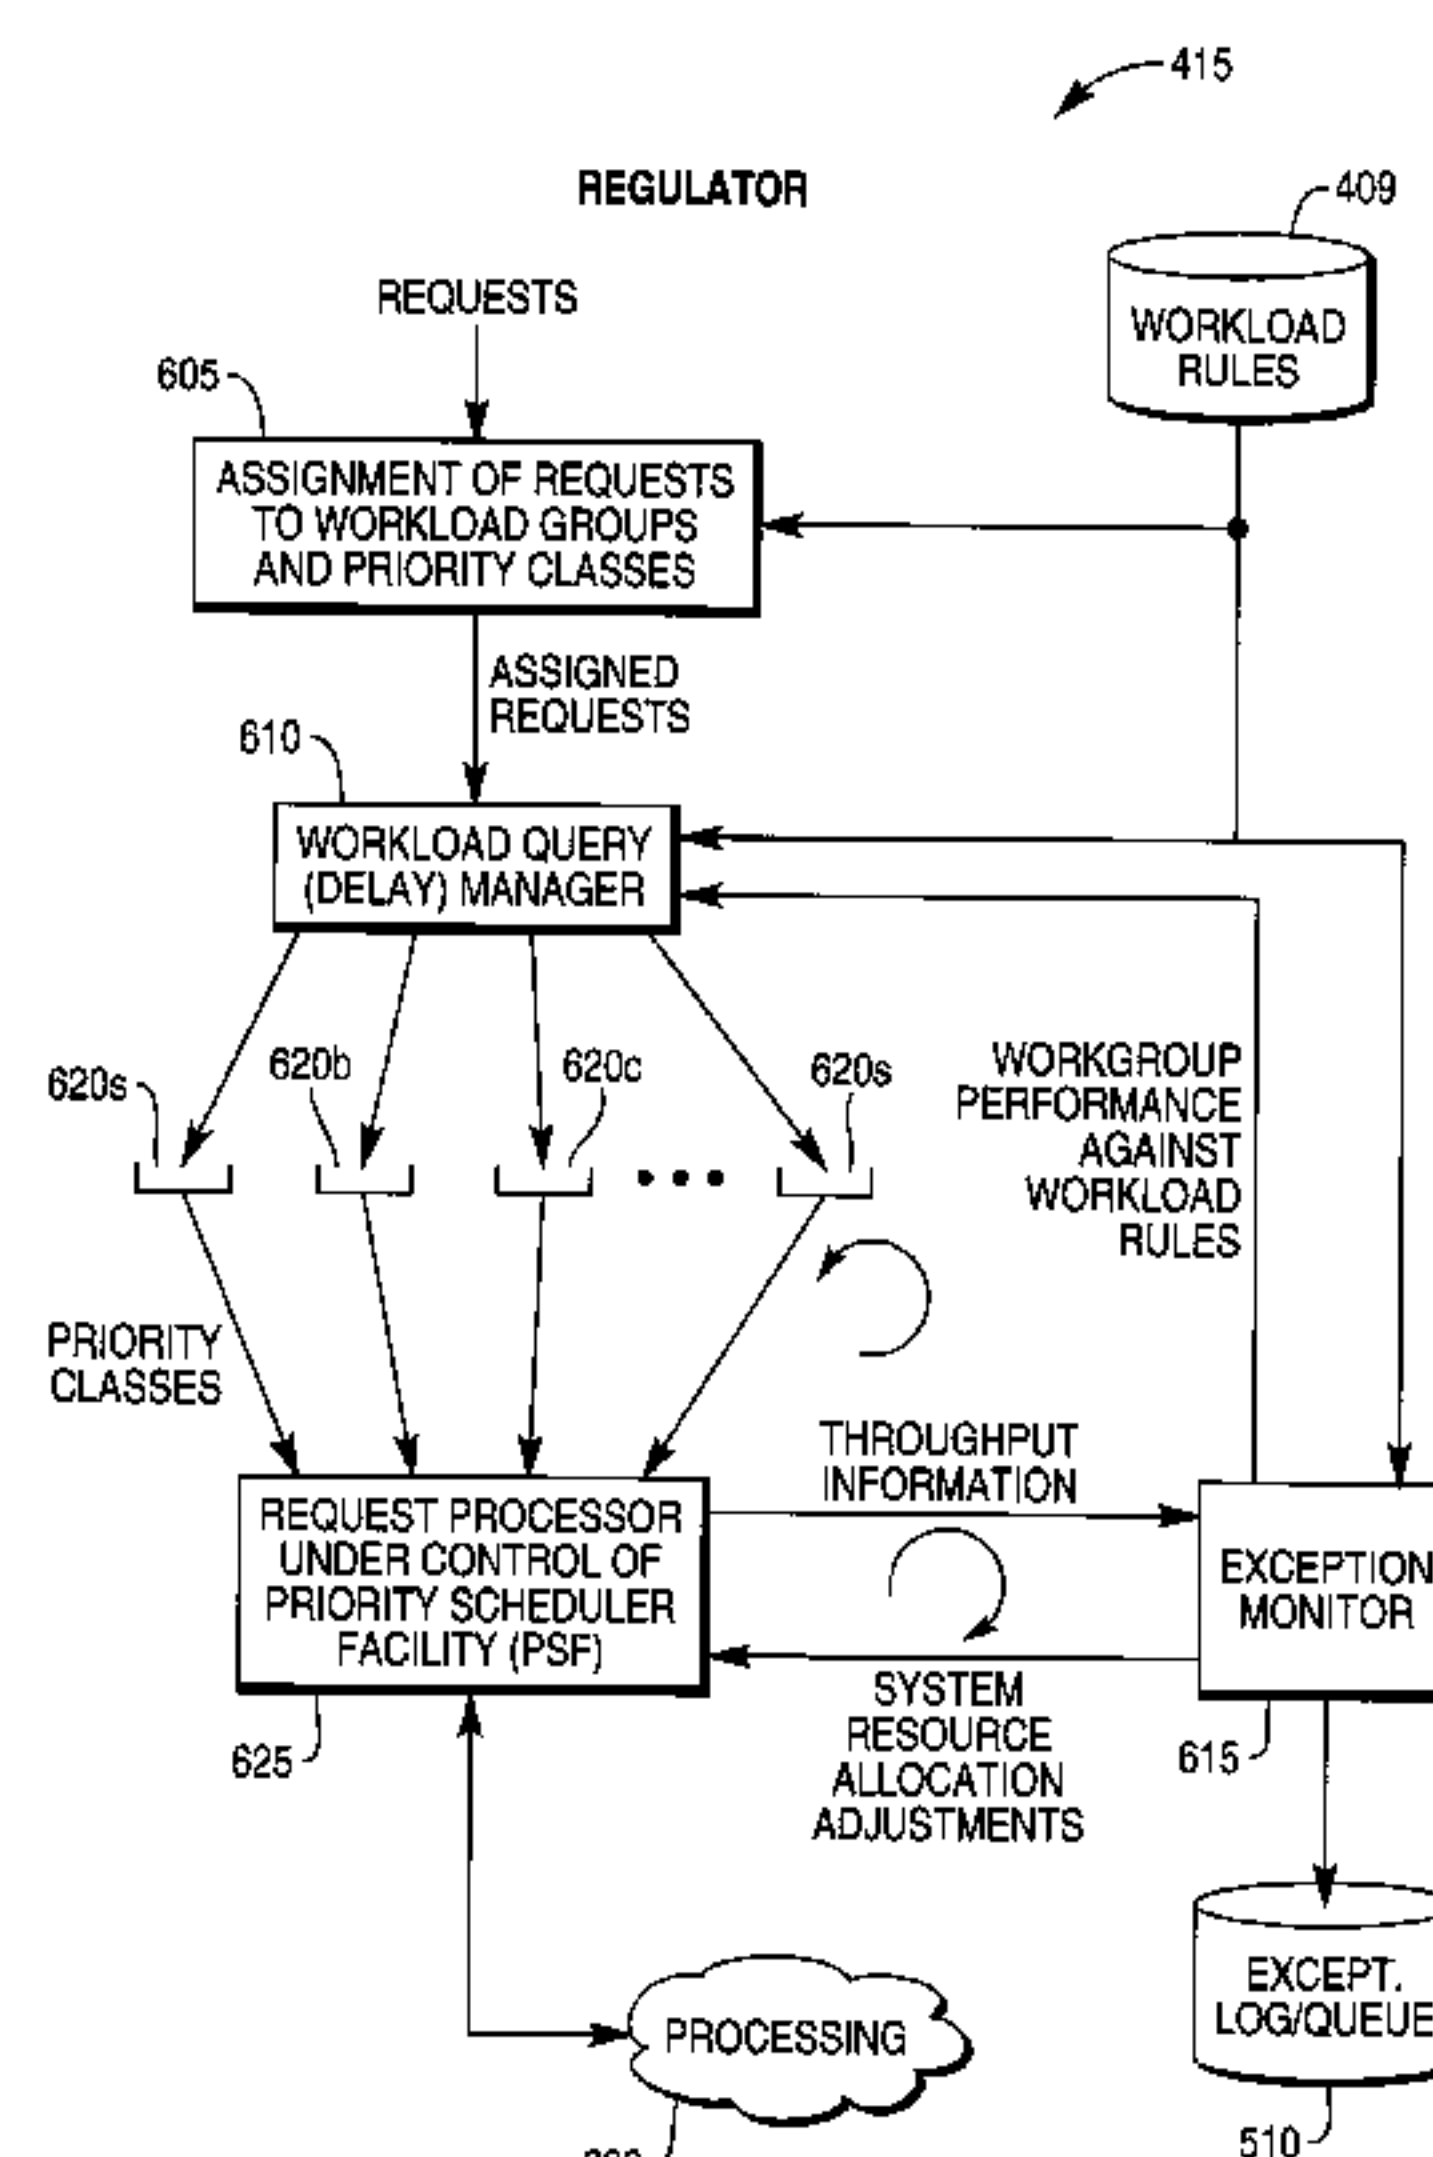 415
REGULATOR
409
REQUESTS
WORKLOAD
RULES
605
ASSIGNMENT OF REQUESTS
TO WORKLOAD GROUPS
AND PRIORITY CLASSES
ASSIGNED
REQUESTS
610
WORKLOAD QUERY
(DELAY) MANAGER
620s
620b
620c
620s
WORKGROUP
PERFORMANCE
AGAINST
WORKLOAD
RULES
PRIORITY
CLASSES
THROUGHPUT
INFORMATION
REQUEST PROCESSOR
UNDER CONTROL OF
PRIORITY SCHEDULER
FACILITY (PSF)
EXCEPTION
MONITOR
SYSTEM
RESOURCE
ALLOCATION
ADJUSTMENTS
625
615
PROCESSING
EXCEPT.
LOG/QUEUE
510